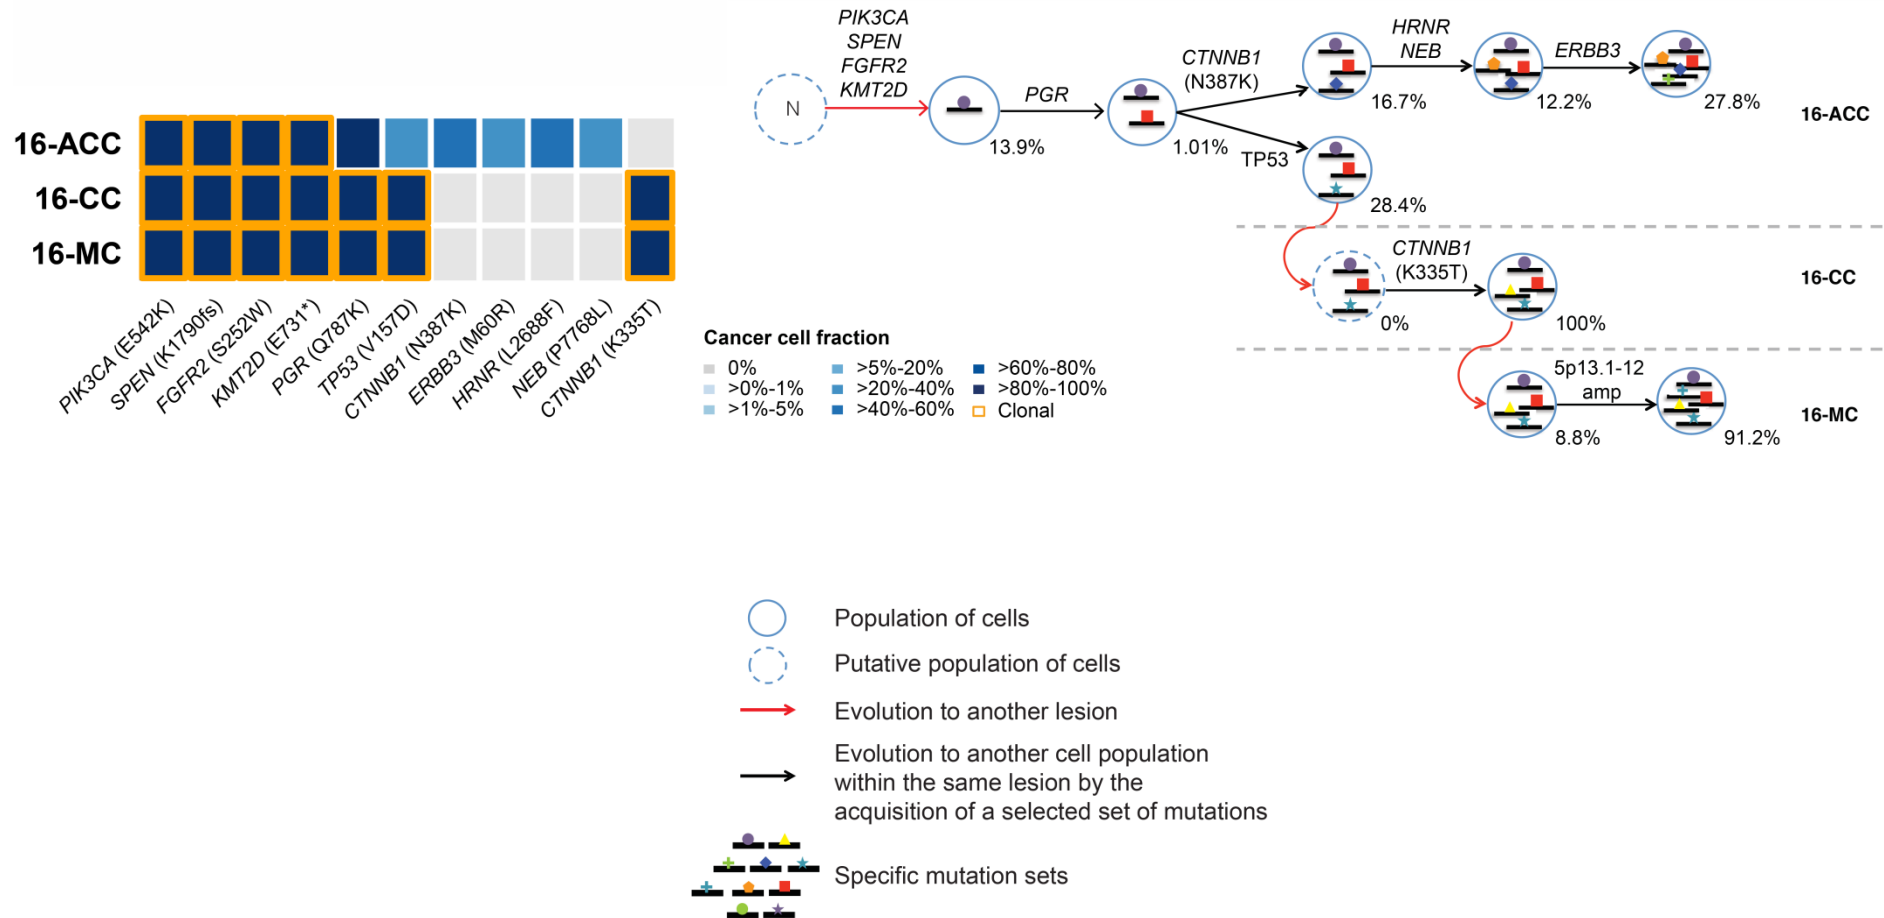 16-ACC
16-CC
16-MC
PIK3CA (E542K)
SPEN (K1790fs)
FGFR2 (S252W)
KMT2D (E731*)
PGR (Q787K)
TP53 (V157D)
CTNNB1 (N387K)
ERBB3 (M60R)
HRNR (L2688F)
NEB (P7768L)
CTNNB1 (K335T)
Cancer cell fraction
0%
>0%-1%
>1%-5%
>5%-20%
>20%-40%
>40%-60%
>60%-80%
>80%-100%
Clonal
N
PIK3CA
SPEN
FGFR2
KMT2D
13.9%
PGR
1.01%
CTNNB1
(N387K)
16.7%
HRNR
NEB
12.2%
ERBB3
27.8%
16-ACC
TP53
28.4%
0%
CTNNB1
(K335T)
100%
16-CC
8.8%
5p13.1-12
amp
91.2%
16-MC
Population of cells
Putative population of cells
Evolution to another lesion
Evolution to another cell population
within the same lesion by the
acquisition of a selected set of mutations
Specific mutation sets